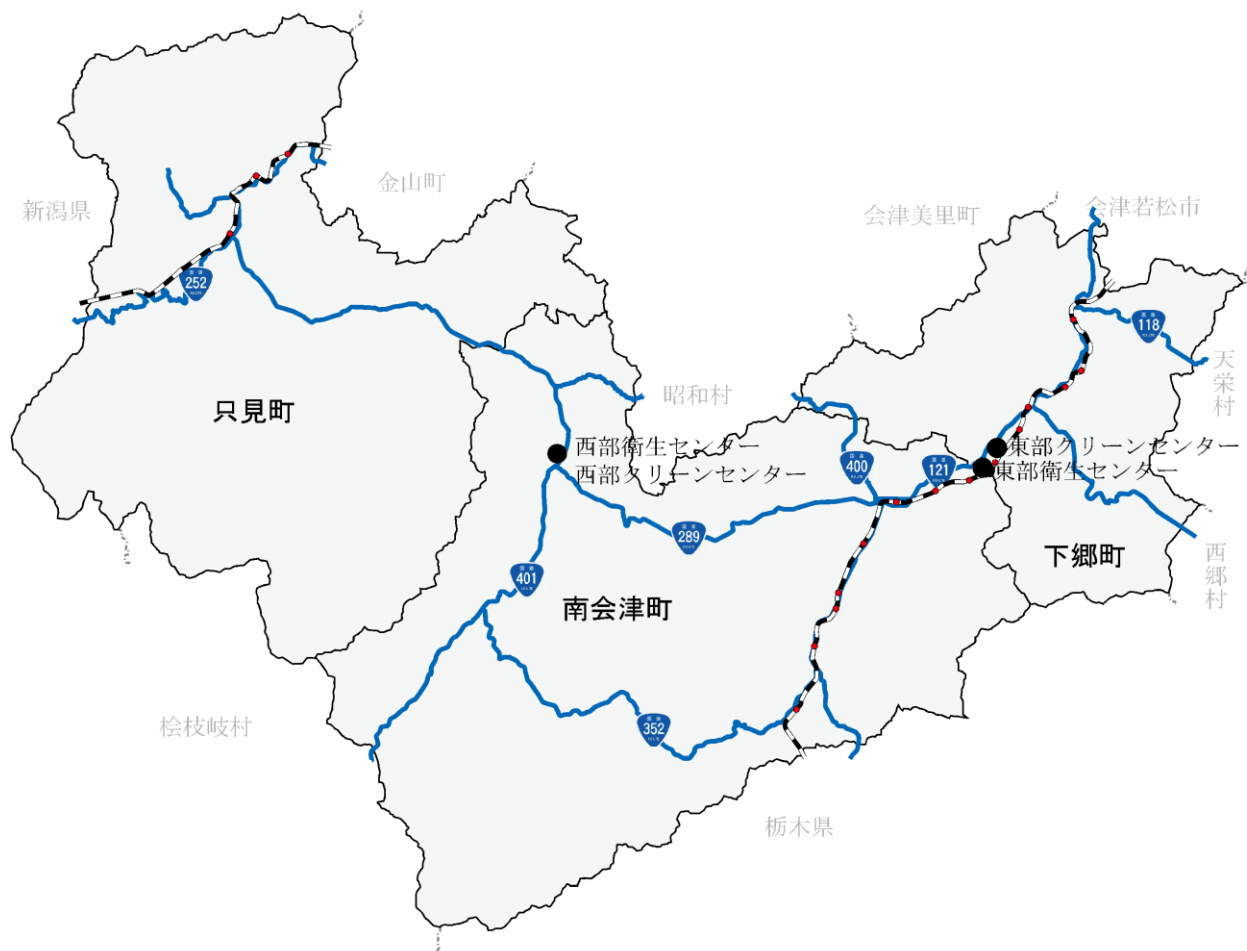 金山町
新潟県
会津美里町
会津若松市
252
118
天栄村
昭和村
只見町
西部衛生センター
西部クリーンセンター
400
121
東部クリーンセンター
東部衛生センター
289
下郷町
401
南会津町
西郷村
桧枝岐村
352
栃木県